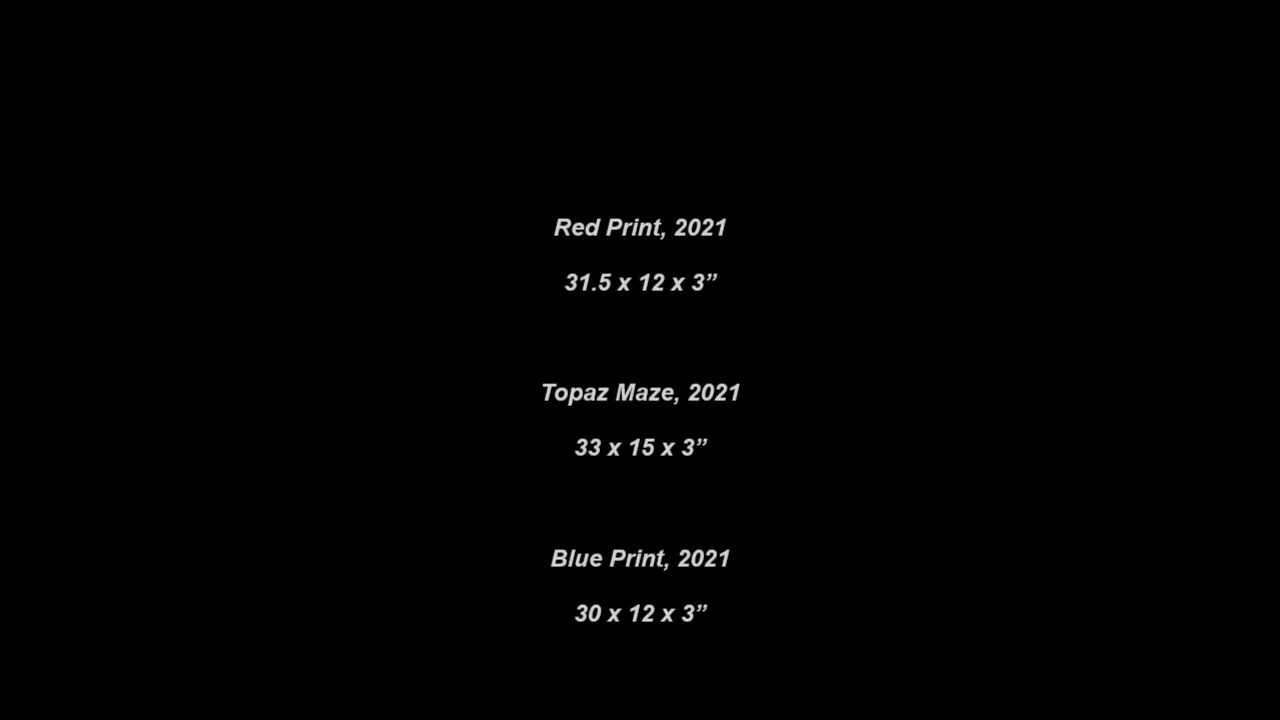 Red Print, 2021
31.5 x 12 x 3”
Topaz Maze, 2021
33 x 15 x 3”
Blue Print, 2021
30 x 12 x 3”